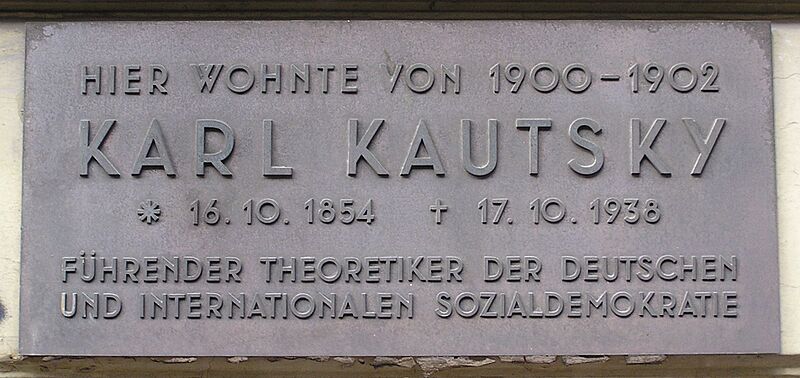 HIER WOHNTE VON 1900–1902
KARL KAUTSKY
* 16. 10. 1854 † 17. 10. 1938
FÜHRENDER THEORETIKER DER DEUTSCHEN
UND INTERNATIONALEN SOZIALDEMOKRATIE